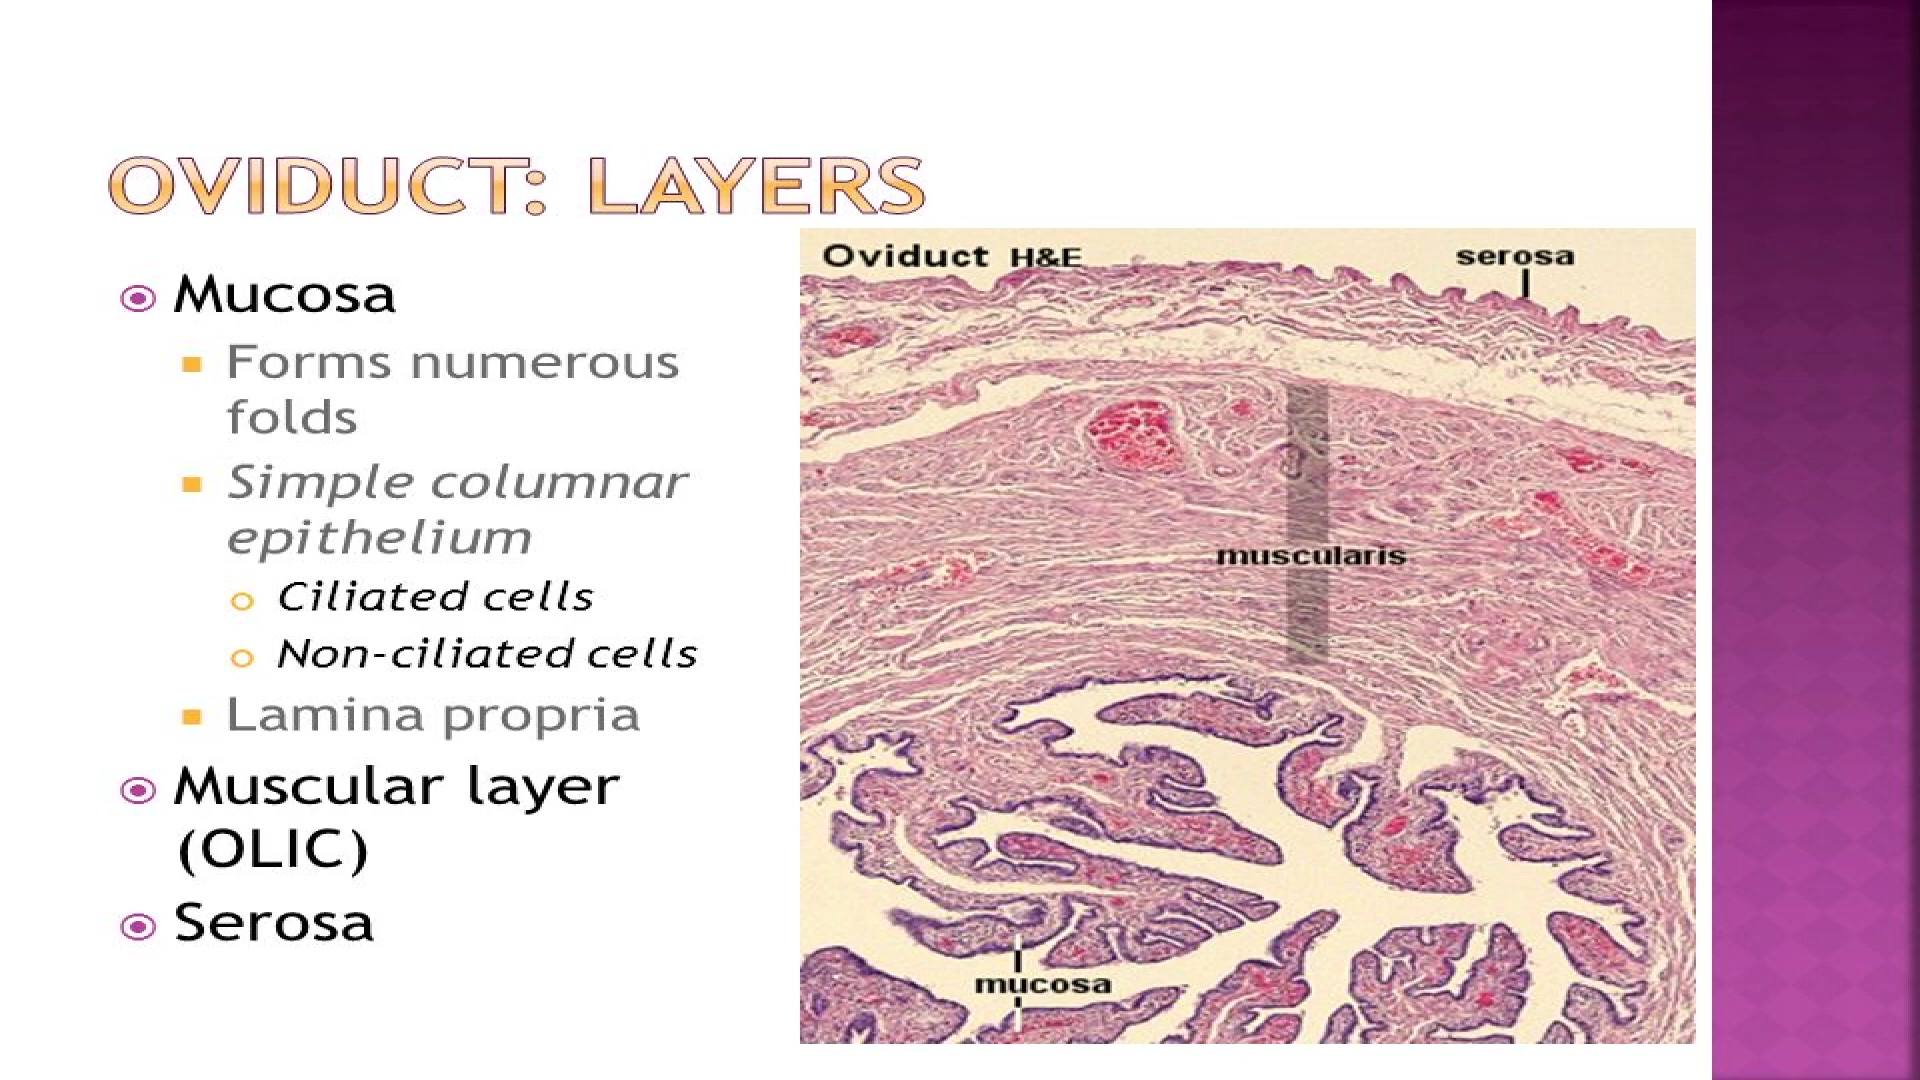 OVIDUCT: LAYERS
Mucosa
Forms numerous
folds
Simple columnar
epithelium
Ciliated cells
Non-ciliated cells
Lamina propria
Muscular layer
(OLIC)
Serosa
Oviduct H&E
serosa
muscularis
mucosa